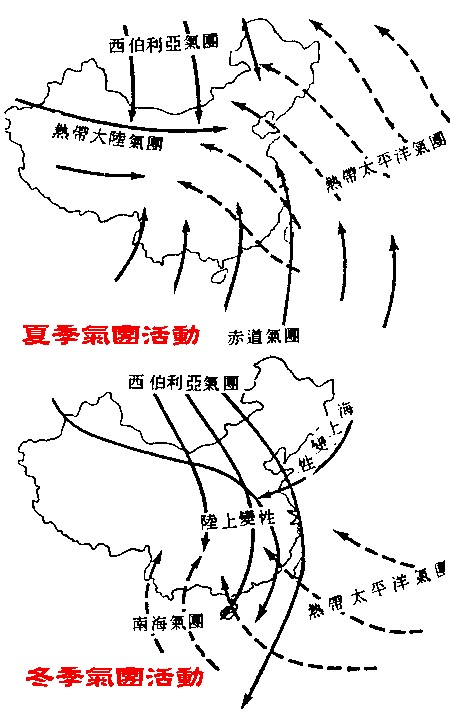 西伯利亞氣團
熱帶大陸氣團
熱帶太平洋氣團
赤道氣團
夏季氣團活動
西伯利亞氣團
海上變性
陸上變性
熱帶太平洋氣團
南海氣團
冬季氣團活動